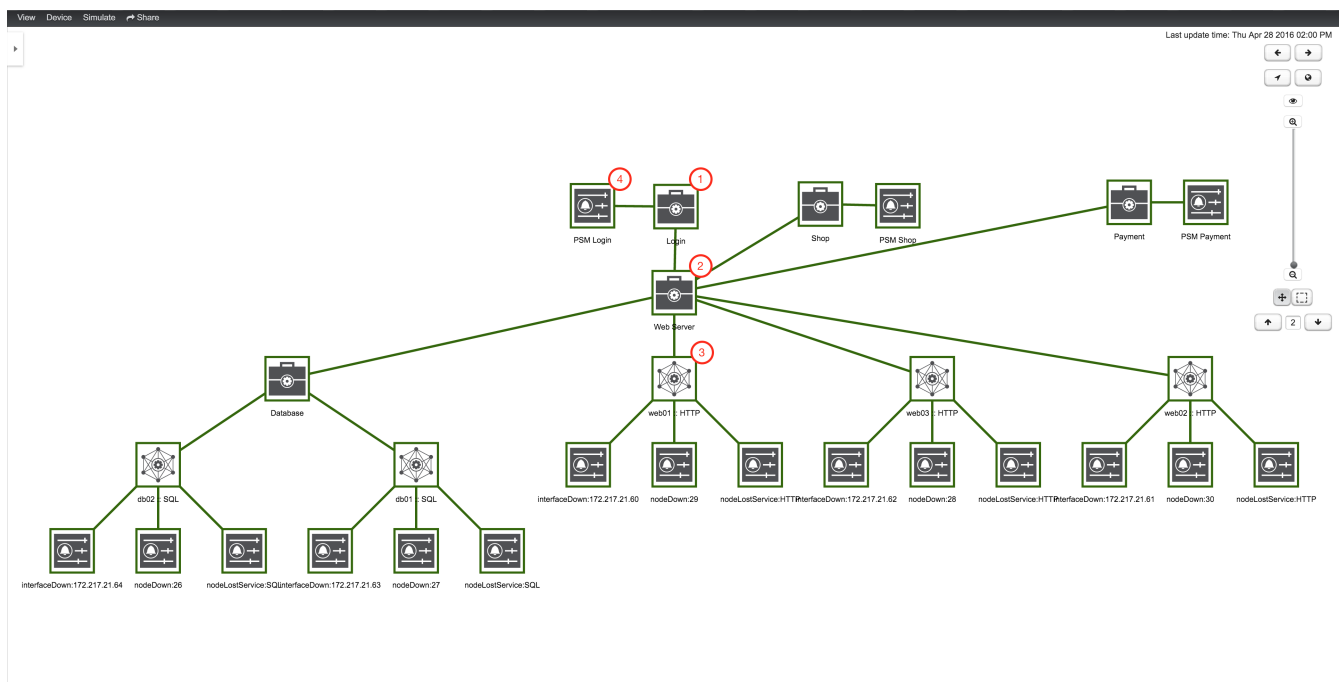 View Device Simulate Share
Last update time: Thu Apr 28 2016 02:00 PM
4
1
PSM Login
Login
Shop
PSM Shop
Payment
PSM Payment
2
Web Server
2
3
Database
web01 :: HTTP
web03 :: HTTP
web02 :: HTTP
db02 :: SQL
db01 :: SQL
interfaceDown:172.217.21.60
nodeDown:29
nodeLostService:HTTP
interfaceDown:172.217.21.62
nodeDown:28
nodeLostService:HTTP
interfaceDown:172.217.21.61
nodeDown:30
nodeLostService:HTTP
interfaceDown:172.217.21.64
nodeDown:26
nodeLostService:SQL
interfaceDown:172.217.21.63
nodeDown:27
nodeLostService:SQL